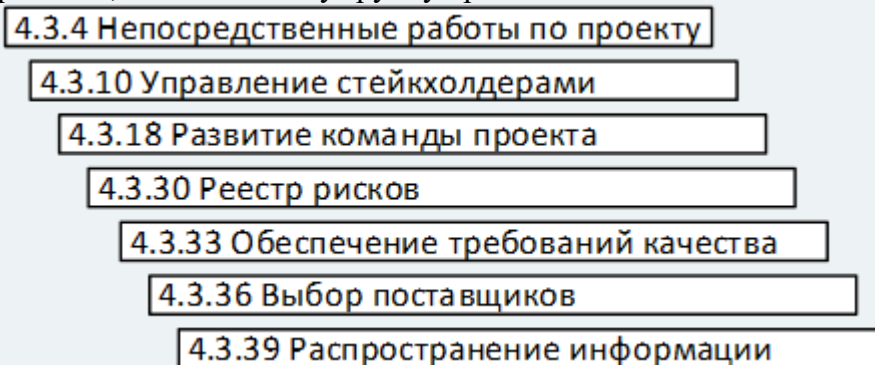 4.3.4 Непосредственные работы по проекту
4.3.10 Управление стейкхолдерами
4.3.18 Развитие команды проекта
4.3.30 Реестр рисков
4.3.33 Обеспечение требований качества
4.3.36 Выбор поставщиков
4.3.39 Распространение информации